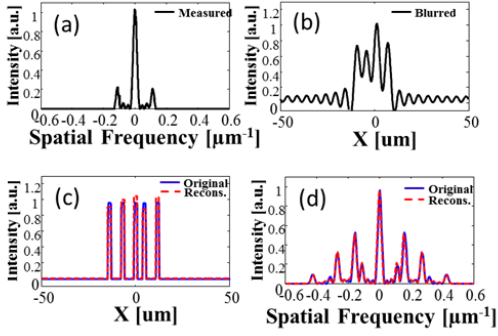 (a)
Measured
Intensity [a.u.]
1
0.8
0.6
0.4
0.2
0
-0.6 -0.4 -0.2 0 0.2 0.4 0.6
Spatial Frequency [µm-1]
(b)
Blurred
Intensity [a.u.]
1.2
1
0.8
0.6
0.4
0.2
0
-50 0 50
X [um]
(c)
Original
Recons.
Intensity [a.u.]
1.2
1
0.8
0.6
0.4
0.2
0
-50 0 50
X [um]
(d)
Original
Recons.
Intensity [a.u.]
1
0.8
0.6
0.4
0.2
0
-0.6 -0.4 -0.2 0 0.2 0.4 0.6
Spatial Frequency [µm-1]